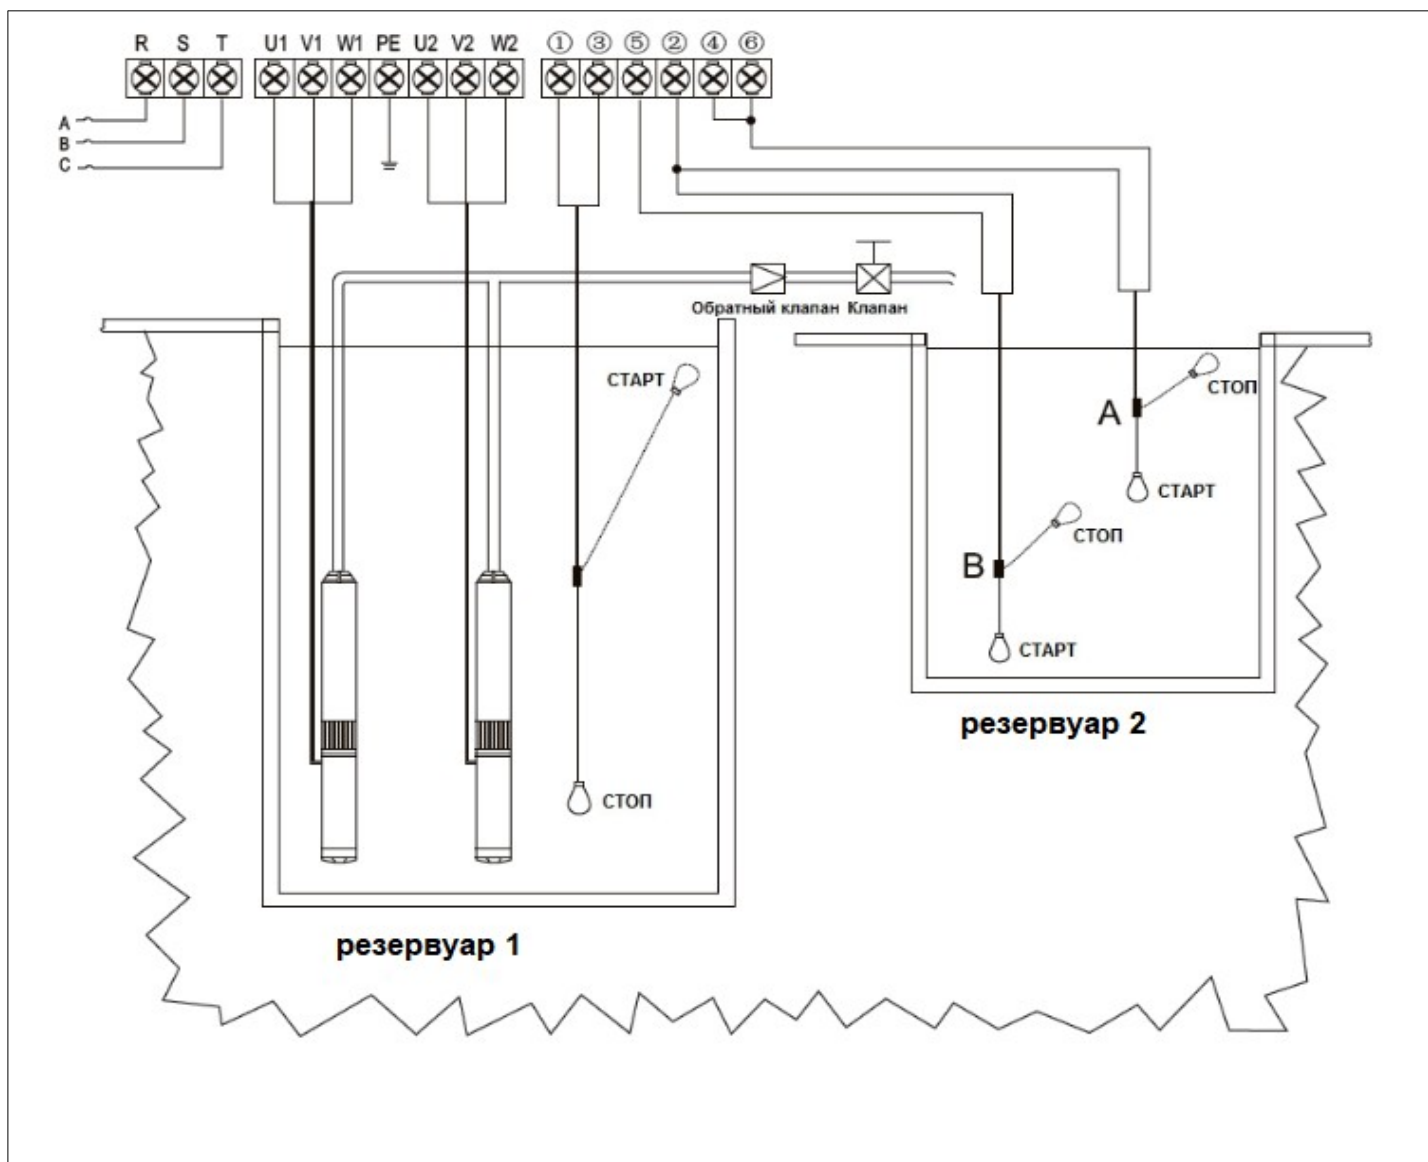 R S T U1 V1 W1 PE U2 V2 W2 ① ③ ⑤ ② ④ ⑥
A
B
C
Обратный клапан Клапан
СТАРТ
СТОП
A
СТАРТ
СТОП
B
СТАРТ
СТОП
резервуар 2
резервуар 1